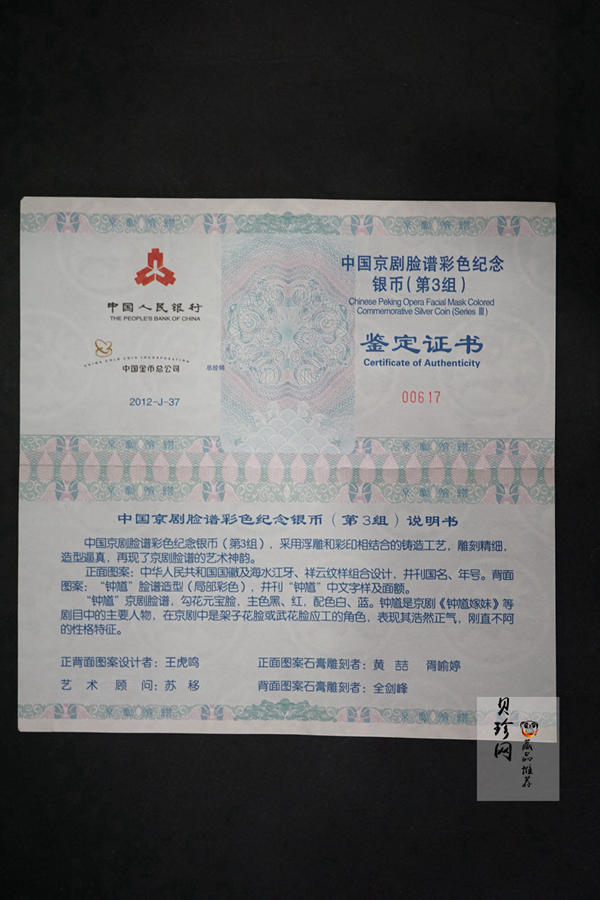 中国人民银行
THE PEOPLE'S BANK OF CHINA
CHINA GOLD COIN INCORPORATION
中国金币总公司
总经销
2012-J-37
中国京剧脸谱彩色纪念
银币（第3组）
Chinese Peking Opera Facial Mask Colored
Commemorative Silver Coin (Series Ⅲ)
鉴定证书
Certificate of Authenticity
00617
中国京剧脸谱彩色纪念银币（第3组）说明书
中国京剧脸谱彩色纪念银币（第3组），采用浮雕和彩印相结合的铸造工艺，雕刻精细，
造型逼真，再现了京剧脸谱的艺术神韵。
正面图案：中华人民共和国国徽及海水江牙、祥云纹样组合设计，并刊国名、年号。背面
图案：“钟馗”脸谱造型（局部彩色），并刊“钟馗”中文字样及面额。
“钟馗”京剧脸谱，勾花元宝脸，主色黑、红，配色白、蓝。钟馗是京剧《钟馗嫁妹》等
剧目中的主要人物，在京剧中是架子花脸或武花脸应工的角色，表现其浩然正气，刚直不阿
的性格特征。
正背面图案设计者：王虎鸣
正面图案石膏雕刻者：黄喆 胥喻婷
艺术顾问：苏移
背面图案石膏雕刻者：全剑峰
贝珍网
藏品推荐